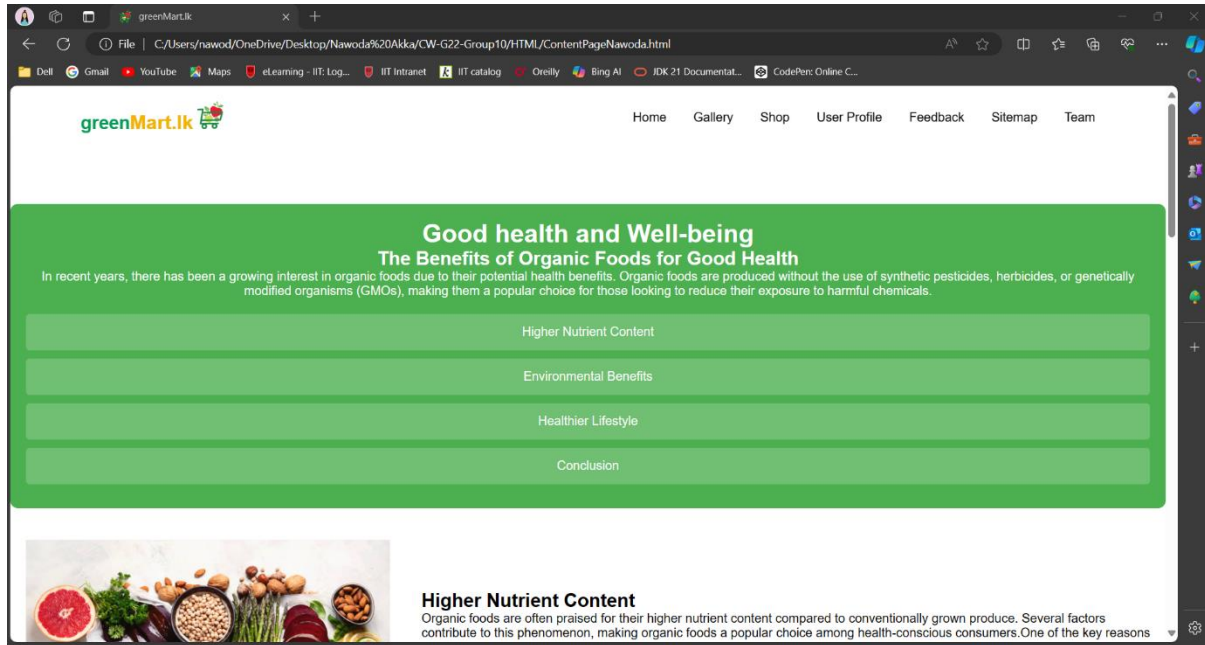 greenMart.lk
File | C:/Users/nawod/OneDrive/Desktop/Nawoda%20Akka/CW-G22-Group10/HTML/ContentPageNawoda.html
Dell Gmail YouTube Maps eLearning - IIT: Log... IIT Intranet IIT catalog Oreilly Bing AI JDK 21 Documentat... CodePen: Online C...
greenMart.lk Home Gallery Shop User Profile Feedback Sitemap Team
Good health and Well-being
The Benefits of Organic Foods for Good Health
In recent years, there has been a growing interest in organic foods due to their potential health benefits. Organic foods are produced without the use of synthetic pesticides, herbicides, or genetically
modified organisms (GMOs), making them a popular choice for those looking to reduce their exposure to harmful chemicals.
Higher Nutrient Content
Environmental Benefits
Healthier Lifestyle
Conclusion
Higher Nutrient Content
Organic foods are often praised for their higher nutrient content compared to conventionally grown produce. Several factors
contribute to this phenomenon, making organic foods a popular choice among health-conscious consumers.One of the key reasons